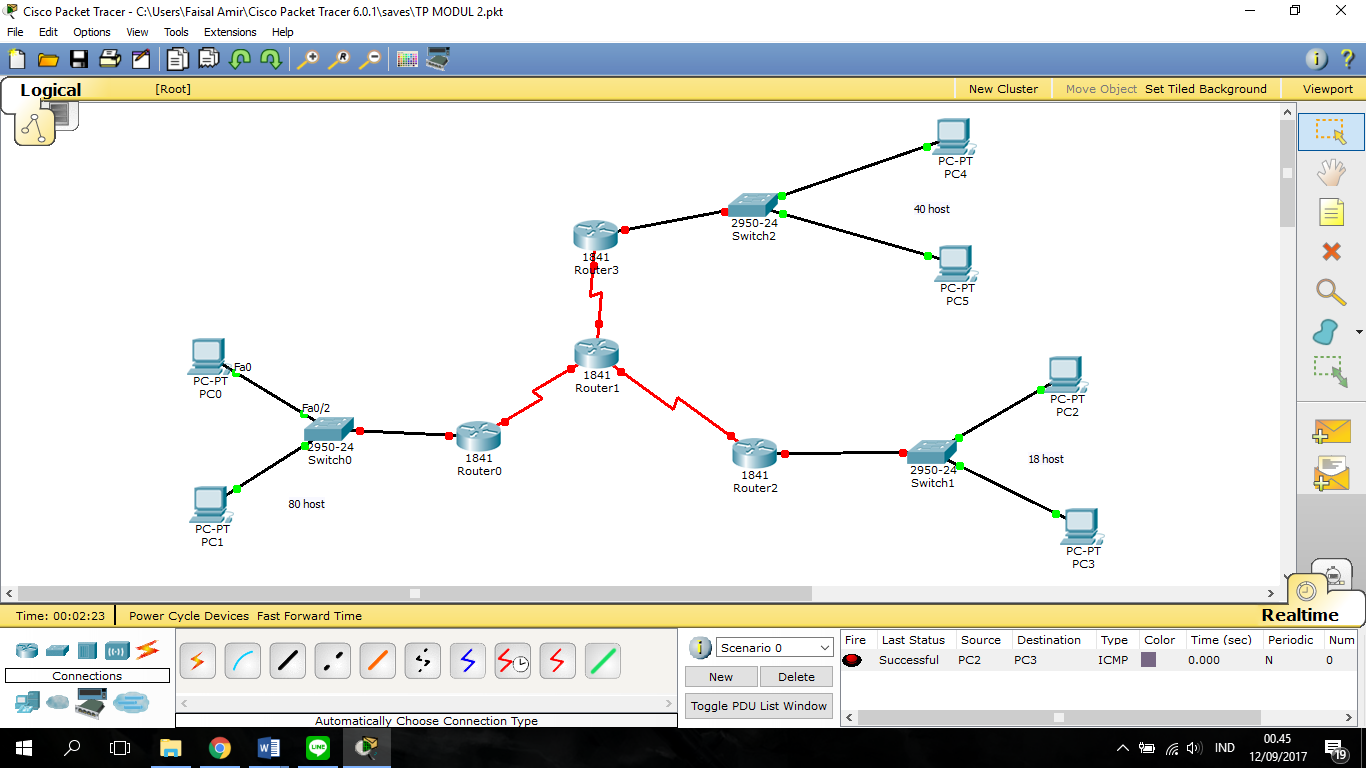 Cisco Packet Tracer - C:\Users\Faisal Amir\Cisco Packet Tracer 6.0.1\saves\TP MODUL 2.pkt
File Edit Options View Tools Extensions Help
Logical [Root] New Cluster Move Object Set Tiled Background Viewport
PC-PT
PC4
40 host
2950-24
Switch2
1841
Router3
PC-PT
PC5
1841
Router1
Fa0
PC-PT
PC0
Fa0/2
2950-24
Switch0
1841
Router0
80 host
PC-PT
PC1
PC-PT
PC2
1841
Router2
2950-24
Switch1
18 host
PC-PT
PC3
Time: 00:02:23 Power Cycle Devices Fast Forward Time Realtime
Connections
Automatically Choose Connection Type
Scenario 0
New Delete
Toggle PDU List Window
Fire Last Status Source Destination Type Color Time (sec) Periodic Num
Successful PC2 PC3 ICMP 0.000 N 0
IND
00.45
12/09/2017
19